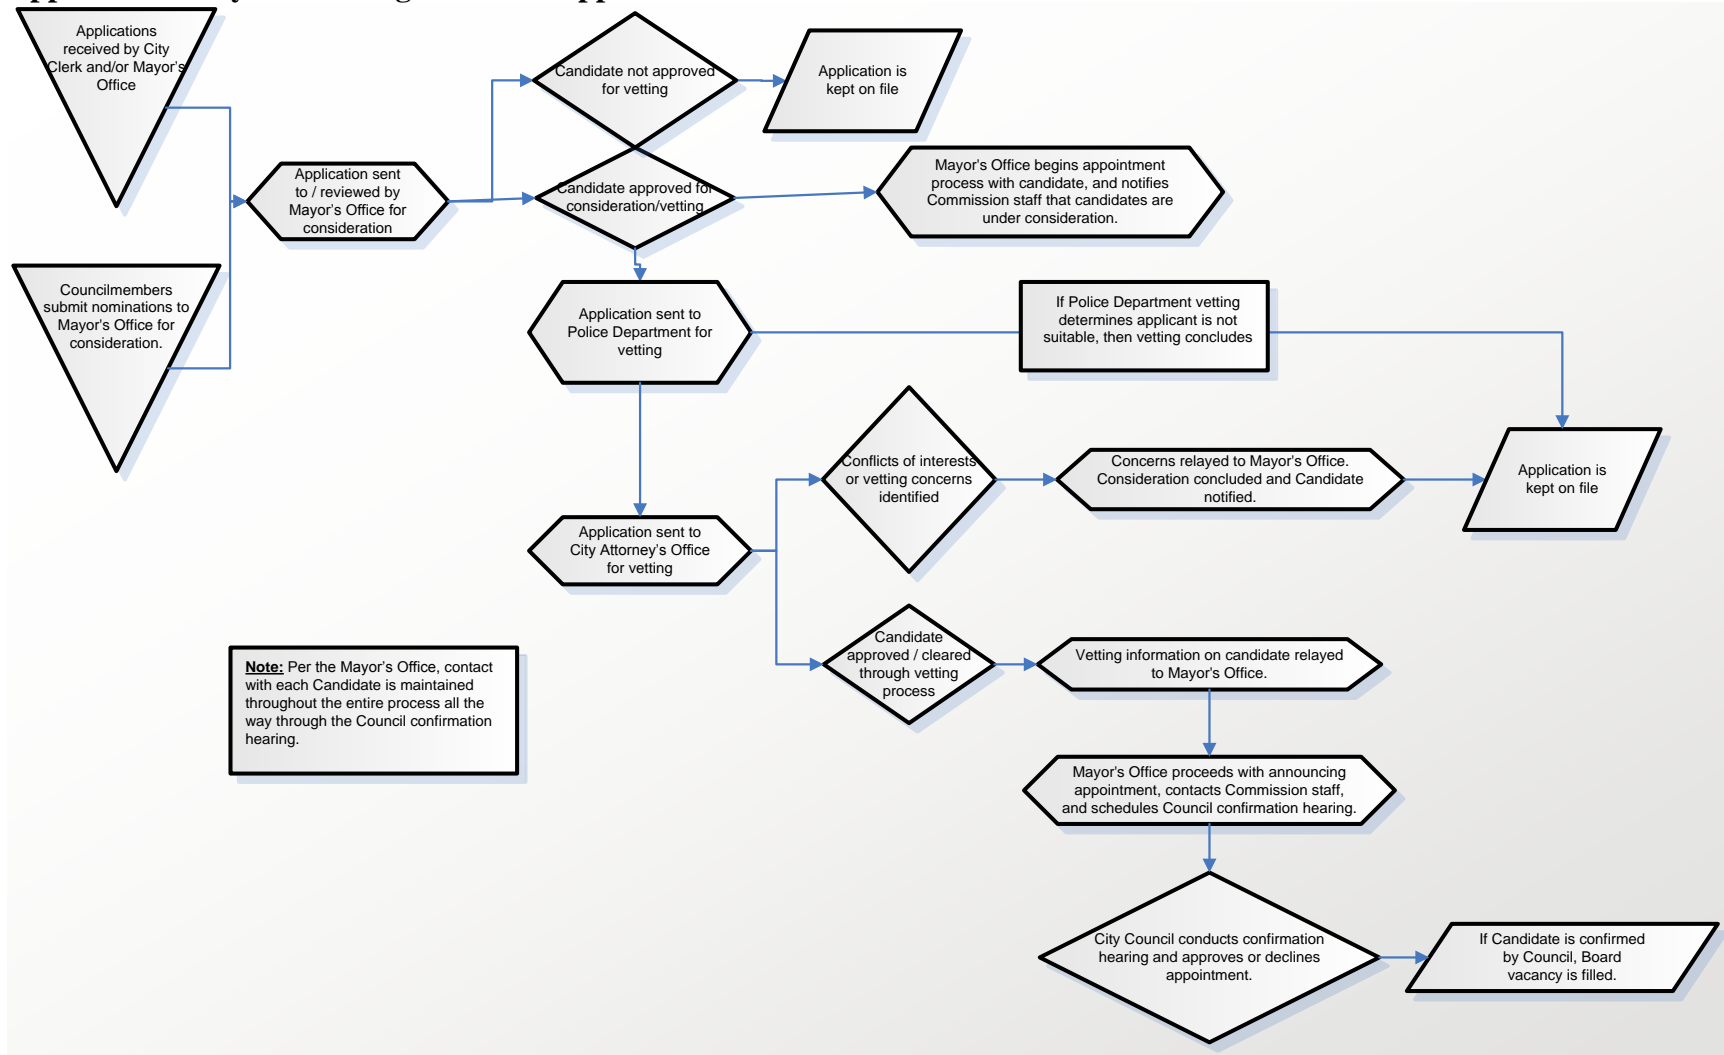 Applications
received by City
Clerk and/or Mayor's
Office
Candidate not approved
for vetting
Application is
kept on file
Application sent
to / reviewed by
Mayor's Office for
consideration
Candidate approved for
consideration/vetting
Mayor's Office begins appointment
process with candidate, and notifies
Commission staff that candidates are
under consideration.
Councilmembers
submit nominations to
Mayor's Office for
consideration.
Application sent to
Police Department for
vetting
If Police Department vetting
determines applicant is not
suitable, then vetting concludes
Conflicts of interests
or vetting concerns
identified
Concerns relayed to Mayor's Office.
Consideration concluded and Candidate
notified.
Application is
kept on file
Application sent to
City Attorney's Office
for vetting
Candidate
approved / cleared
through vetting
process
Vetting information on candidate relayed
to Mayor's Office.
Note: Per the Mayor's Office, contact
with each Candidate is maintained
throughout the entire process all the
way through the Council confirmation
hearing.
Mayor's Office proceeds with announcing
appointment, contacts Commission staff,
and schedules Council confirmation hearing.
City Council conducts confirmation
hearing and approves or declines
appointment.
If Candidate is confirmed
by Council, Board
vacancy is filled.